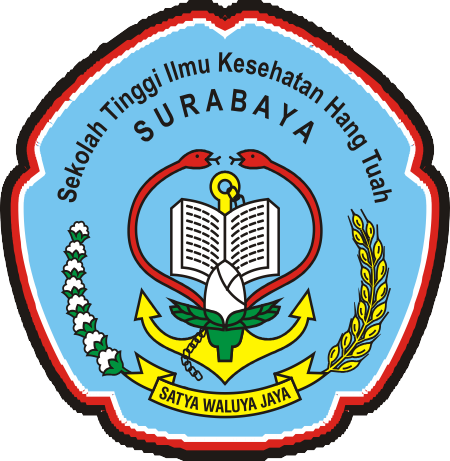 Sekolah Tinggi Ilmu Kesehatan Hang Tuah
SURABAYA
SATYA WALUYA JAYA